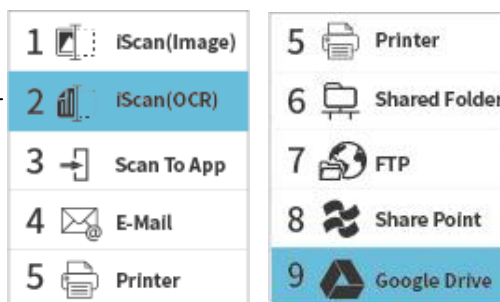 1 iScan(Image)
2 iScan(OCR)
3 Scan To App
4 E-Mail
5 Printer
5 Printer
6 Shared Folder
7 FTP
8 Share Point
9 Google Drive